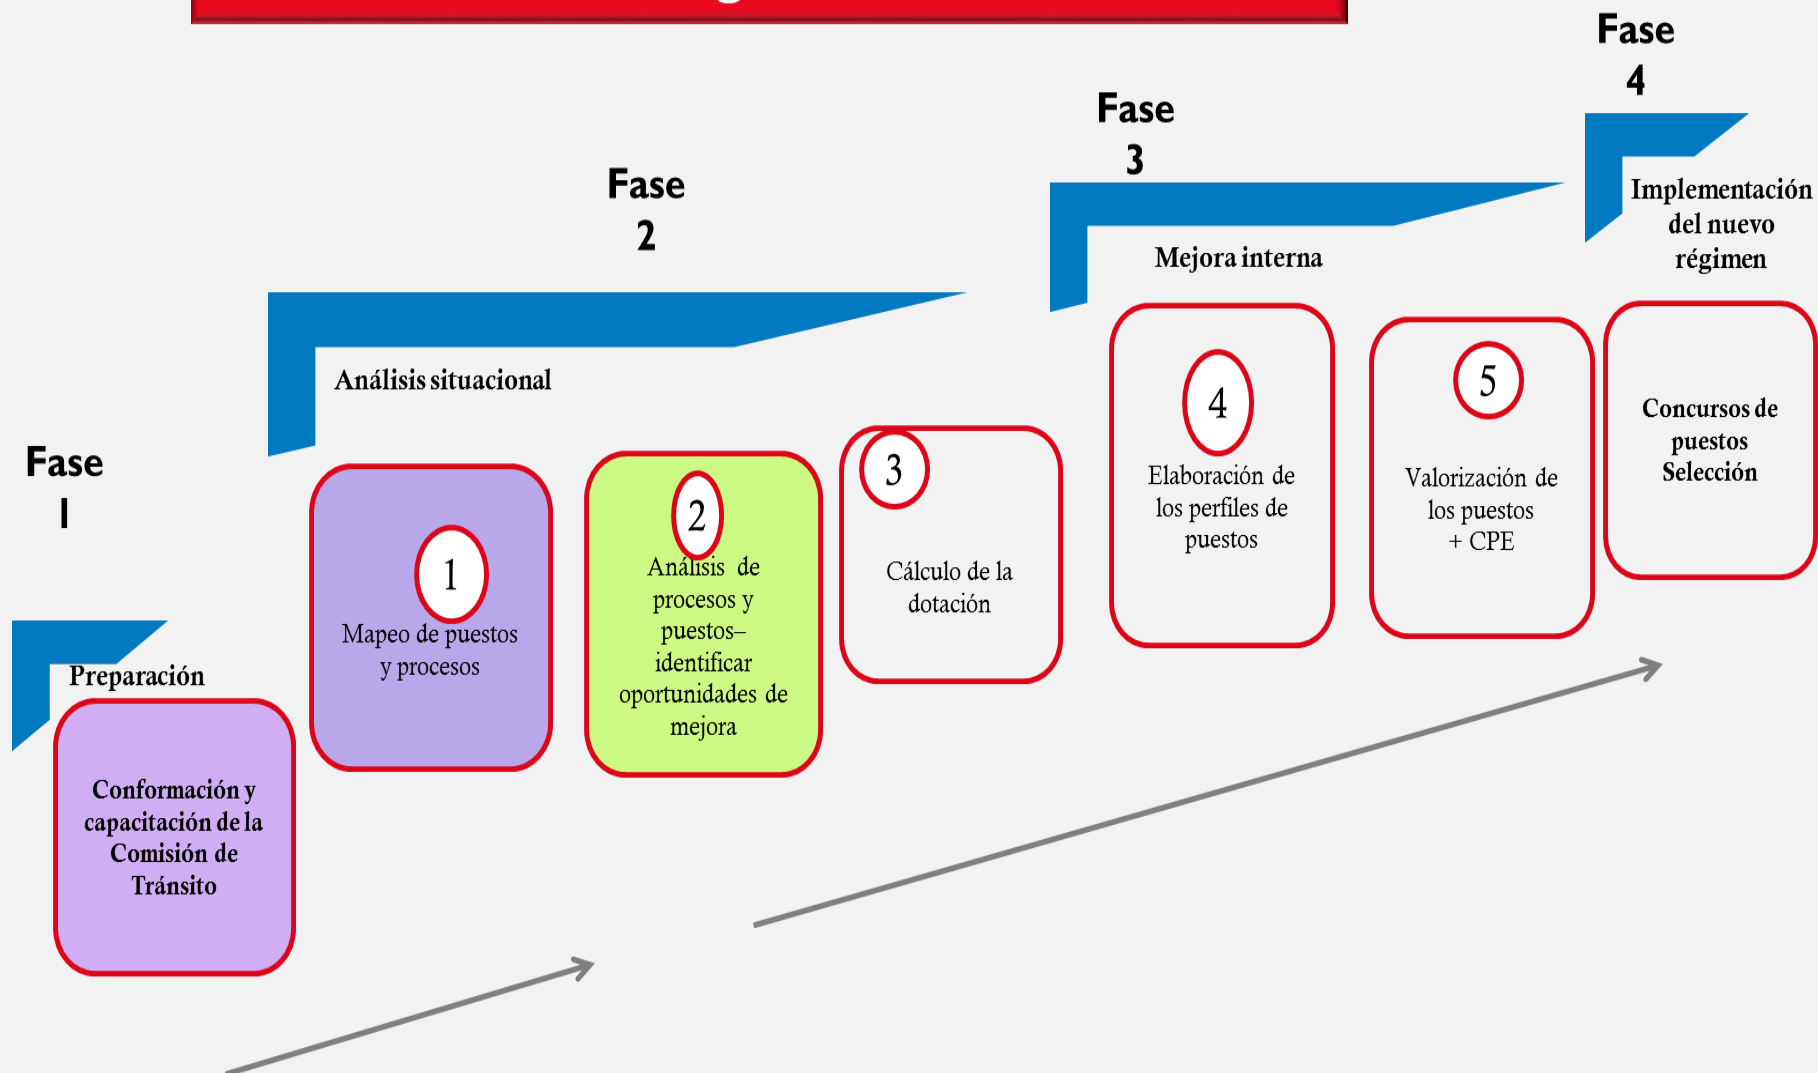 Fase
1
Preparación
Conformación y
capacitación de la
Comisión de
Tránsito
Fase
2
Análisis situacional
1
Mapeo de puestos
y procesos
2
Análisis de
procesos y
puestos–
identificar
oportunidades de
mejora
3
Cálculo de la
dotación
Fase
3
Mejora interna
4
Elaboración de
los perfiles de
puestos
5
Valorización de
los puestos
+ CPE
Fase
4
Implementación
del nuevo
régimen
Concursos de
puestos
Selección